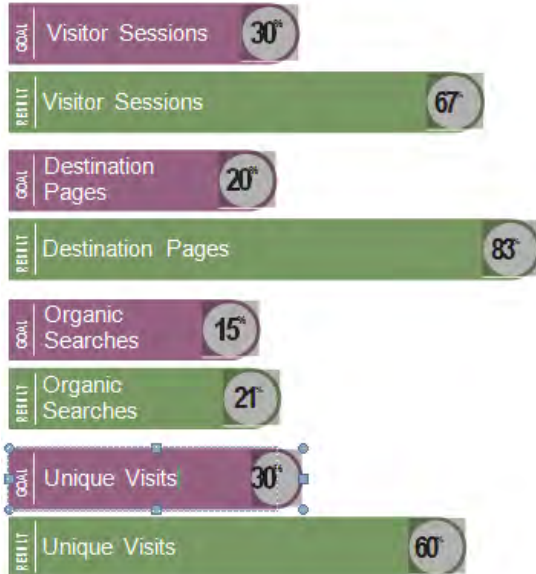 GOAL
Visitor Sessions
30%
RESULT
Visitor Sessions
67%
GOAL
Destination
Pages
20%
RESULT
Destination Pages
83%
GOAL
Organic
Searches
15%
RESULT
Organic
Searches
21%
GOAL
Unique Visits
30%
RESULT
Unique Visits
60%